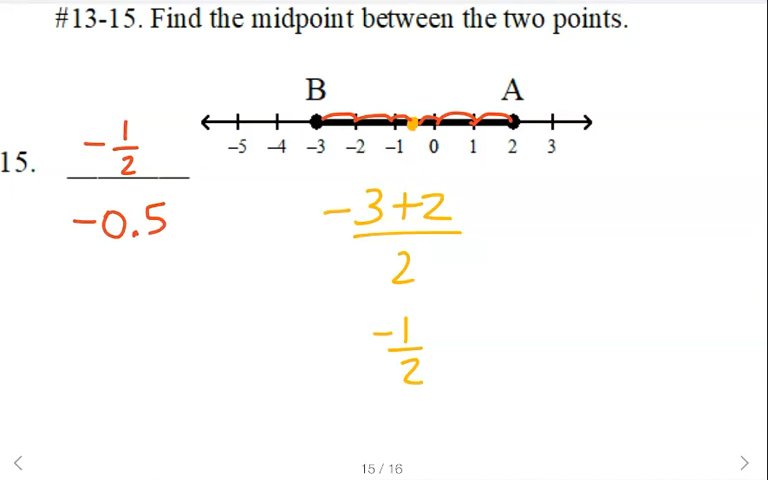 #13-15. Find the midpoint between the two points.
B A
-5 -4 -3 -2 -1 0 1 2 3
15.
-1/2
-0.5
-3+2
2
-1
2
15 / 16